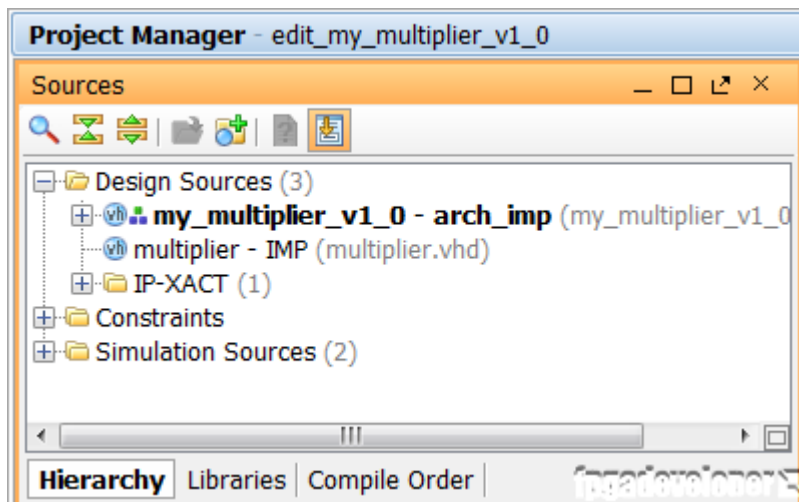 Project Manager - edit_my_multiplier_v1_0
Sources
Design Sources (3)
my_multiplier_v1_0 - arch_imp (my_multiplier_v1_0
multiplier - IMP (multiplier.vhd)
IP-XACT (1)
Constraints
Simulation Sources (2)
Hierarchy Libraries Compile Order fpgadeveloper